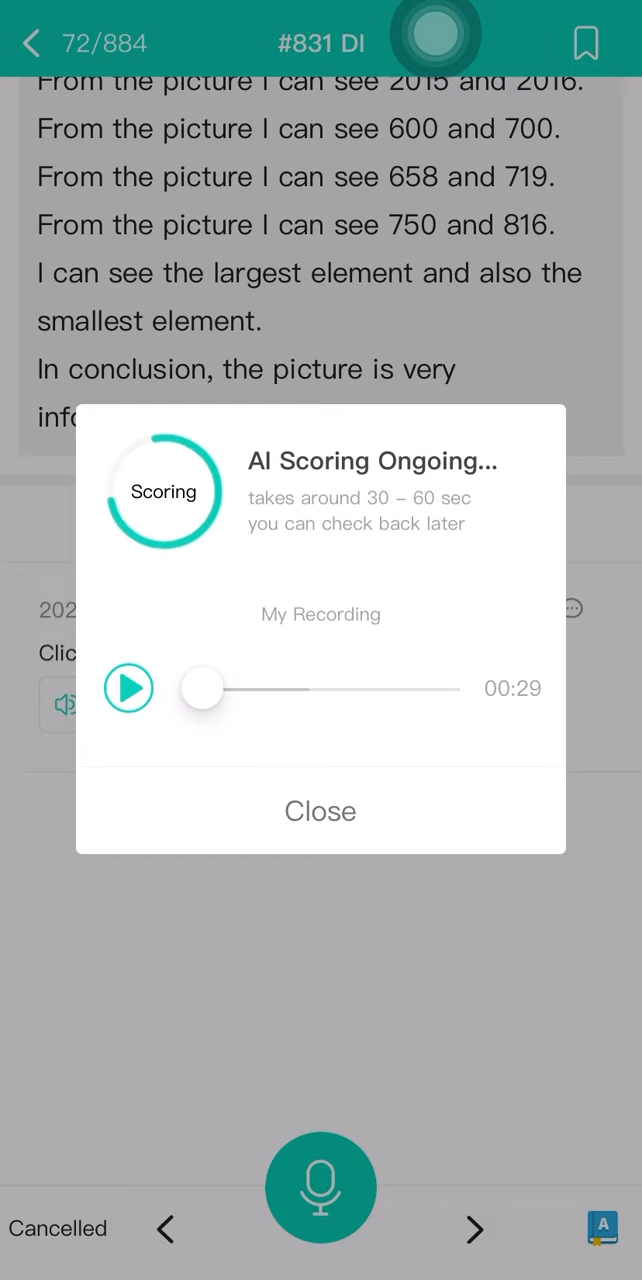 72/884
#831 DI
From the picture I can see 2015 and 2016.
From the picture I can see 600 and 700.
From the picture I can see 658 and 719.
From the picture I can see 750 and 816.
I can see the largest element and also the
smallest element.
In conclusion, the picture is very
info
Scoring
AI Scoring Ongoing...
takes around 30 – 60 sec
you can check back later
202
My Recording
Clic
00:29
Close
Cancelled
A